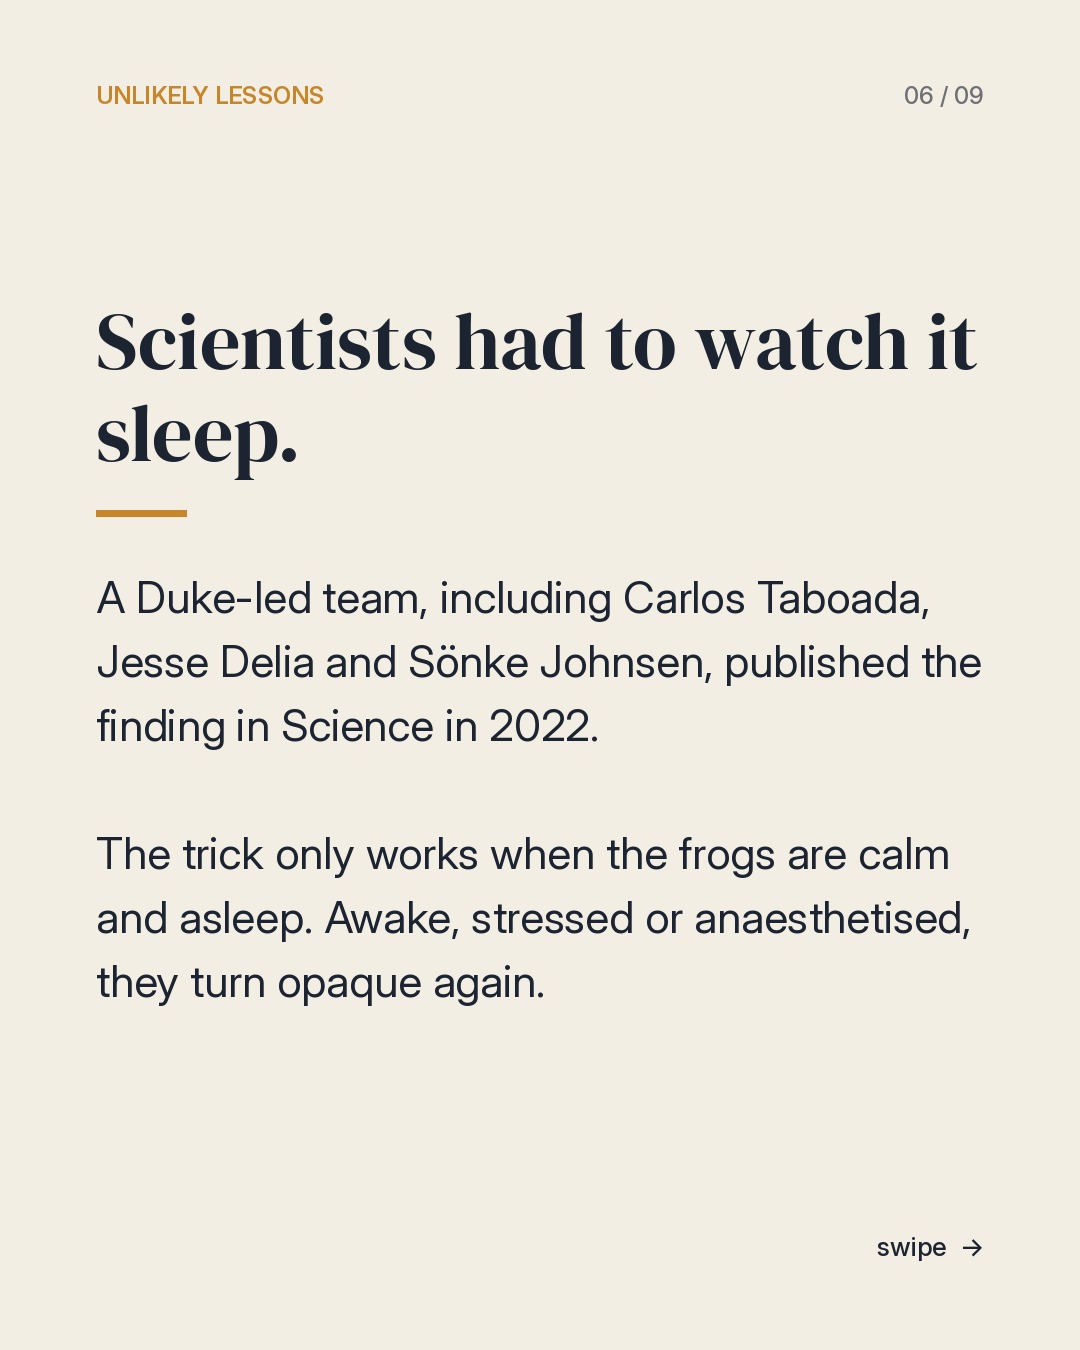 UNLIKELY LESSONS
06 / 09
Scientists had to watch it
sleep.
A Duke-led team, including Carlos Taboada,
Jesse Delia and Sönke Johnsen, published the
finding in Science in 2022.
The trick only works when the frogs are calm
and asleep. Awake, stressed or anaesthetised,
they turn opaque again.
swipe →